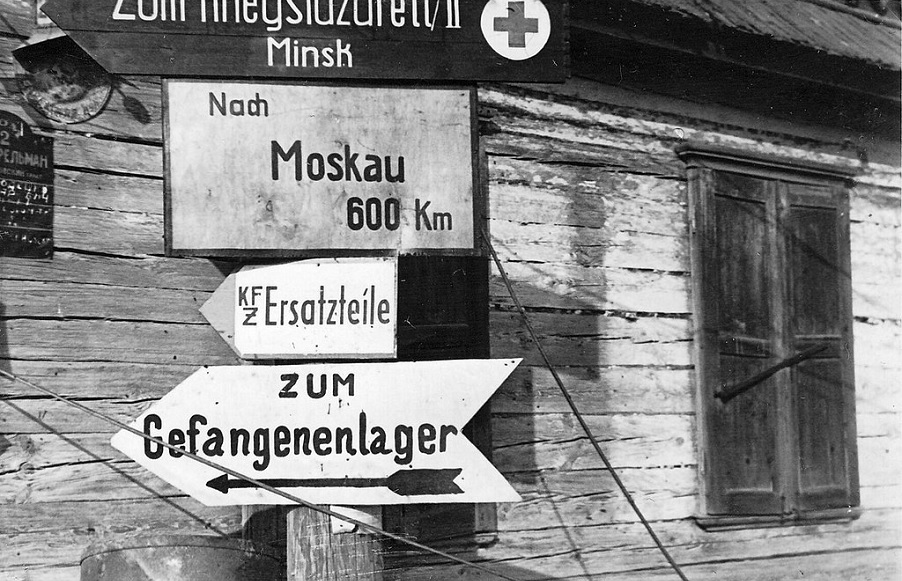 Zum Kriegslazarett/II
Minsk
Nach
Moskau
600 Km
KFZ Ersatzteile
ZUM
Gefangenenlager